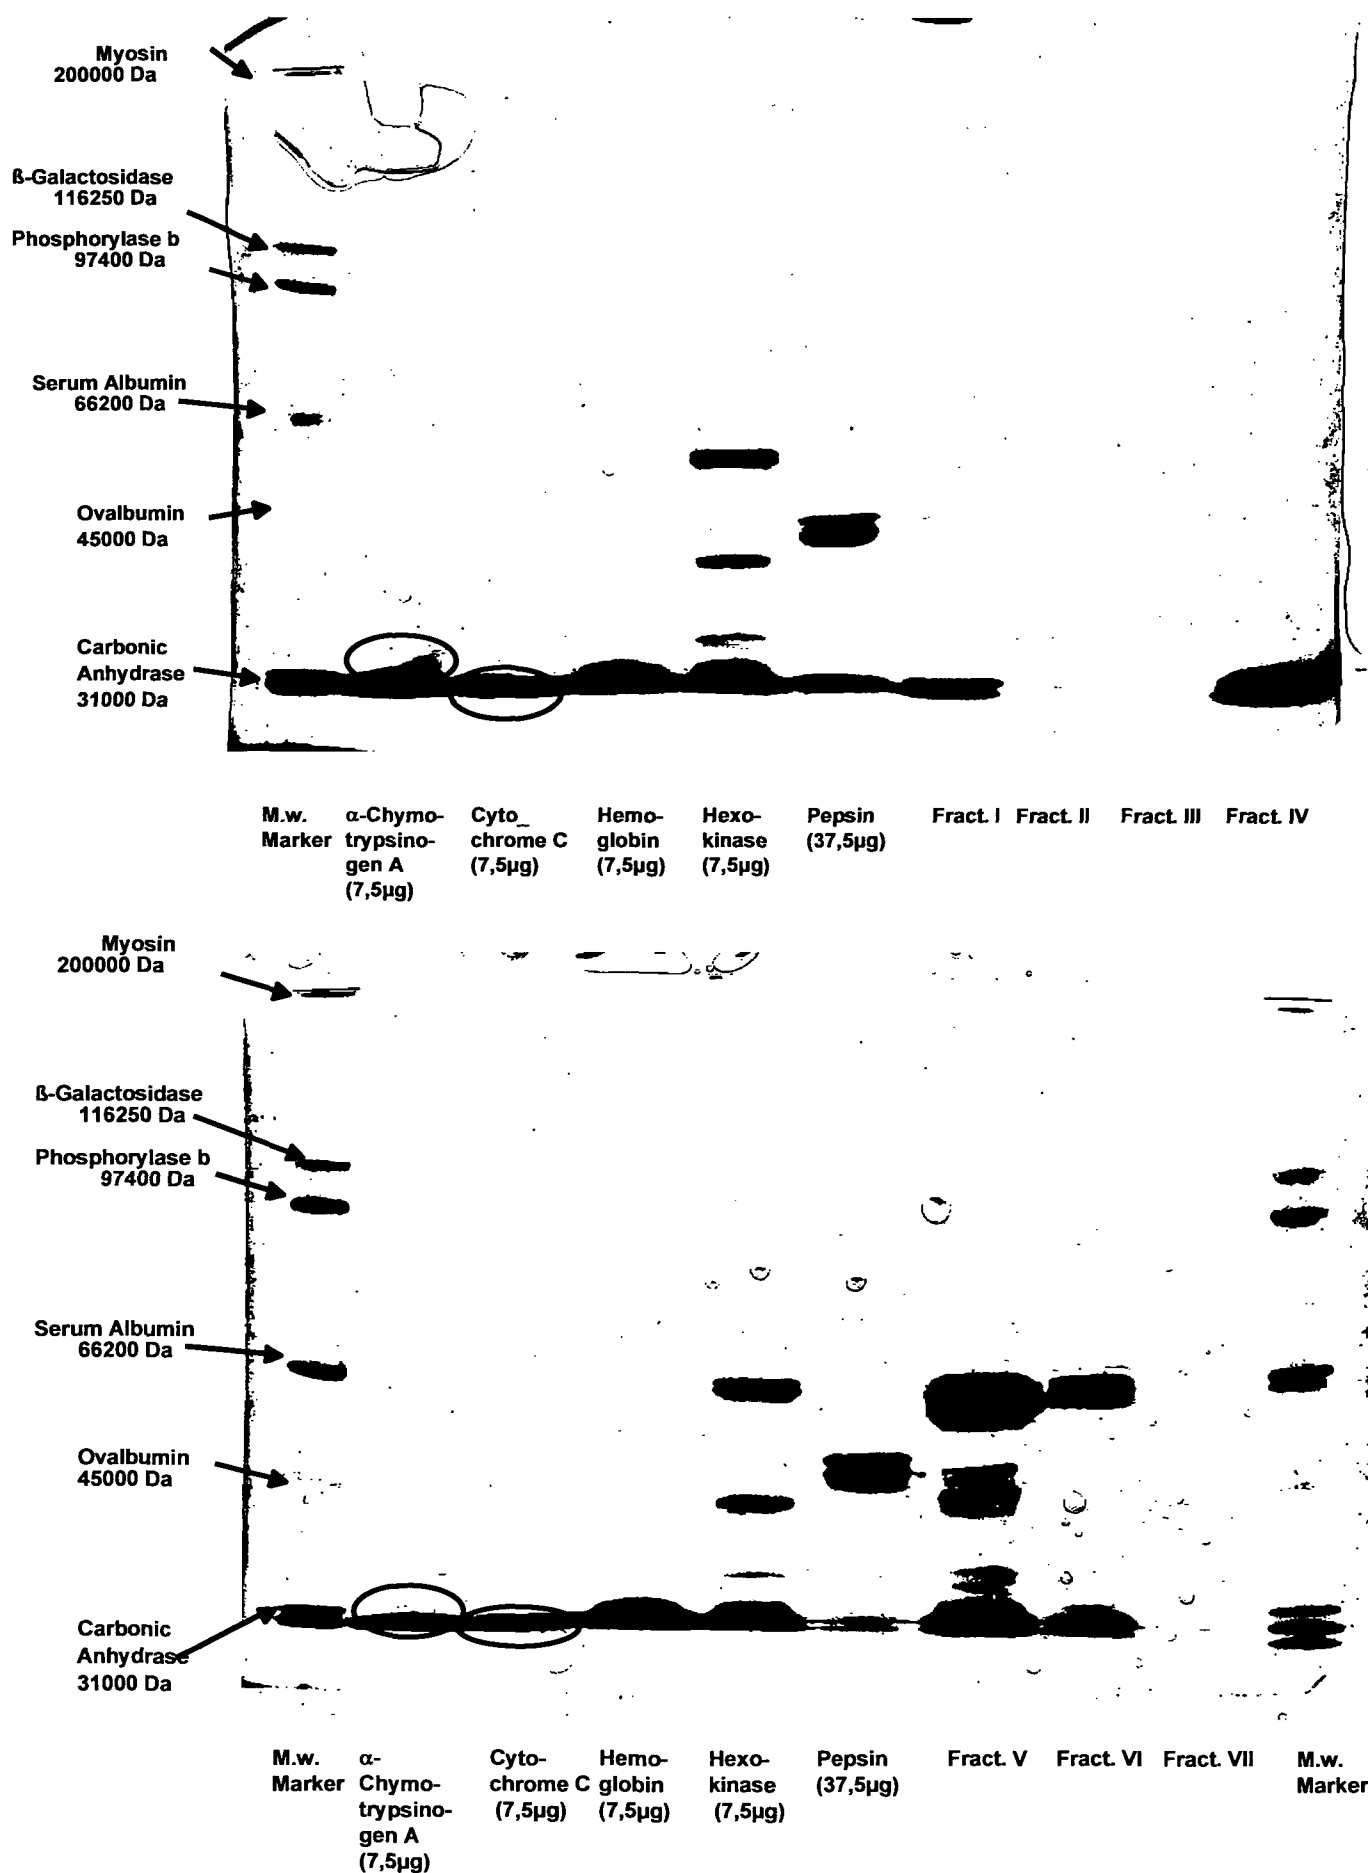 Myosin
200000 Da
ß-Galactosidase
116250 Da
Phosphorylase b
97400 Da
Serum Albumin
66200 Da
Ovalbumin
45000 Da
Carbonic
Anhydrase
31000 Da
M.w. α-Chymo- Cyto_ Hemo- Hexo- Pepsin Fract. I Fract. II Fract. III Fract. IV
Marker trypsino- chrome C globin kinase (37,5µg)
gen A (7,5µg) (7,5µg) (7,5µg)
(7,5µg)
Myosin
200000 Da
ß-Galactosidase
116250 Da
Phosphorylase b
97400 Da
Serum Albumin
66200 Da
Ovalbumin
45000 Da
Carbonic
Anhydrase
31000 Da
M.w. α- Cyto- Hemo- Hexo- Pepsin Fract. V Fract. VI Fract. VII M.w.
Marker Chymo- chrome C globin kinase (37,5µg) Marker
trypsino- (7,5µg) (7,5µg) (7,5µg)
gen A
(7,5µg)